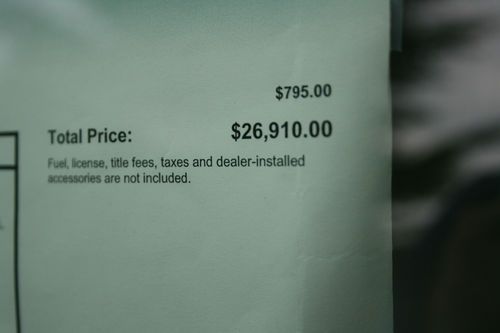 $795.00
Total Price: $26,910.00
Fuel, license, title fees, taxes and dealer-installed
accessories are not included.